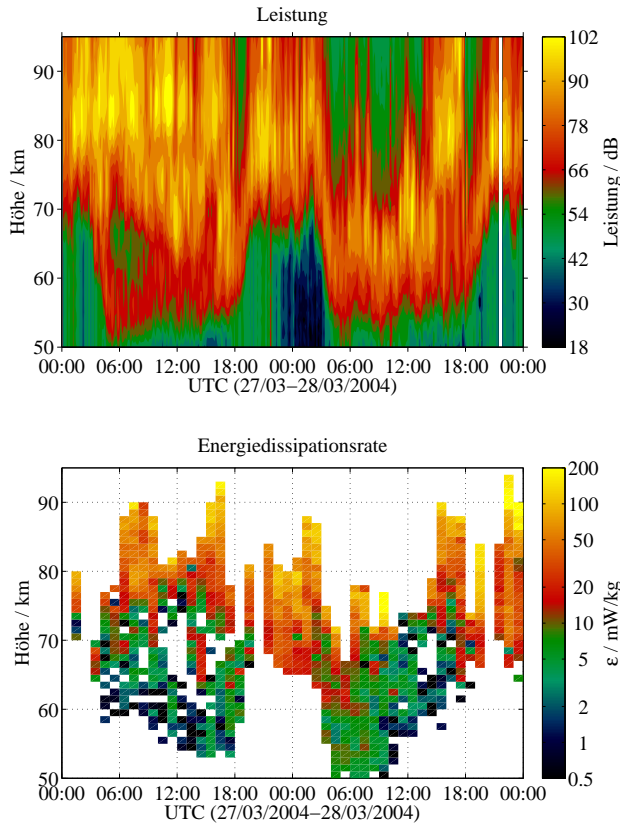 Leistung
90
80
70
60
50
Höhe / km
00:00 06:00 12:00 18:00 00:00 06:00 12:00 18:00 00:00
UTC (27/03−28/03/2004)
102
90
78
66
54
42
30
18
Leistung / dB
Energiedissipationsrate
90
80
70
60
50
Höhe / km
00:00 06:00 12:00 18:00 00:00 06:00 12:00 18:00 00:00
UTC (27/03/2004−28/03/2004)
200
100
50
20
10
5
2
1
0.5
ε / mW/kg